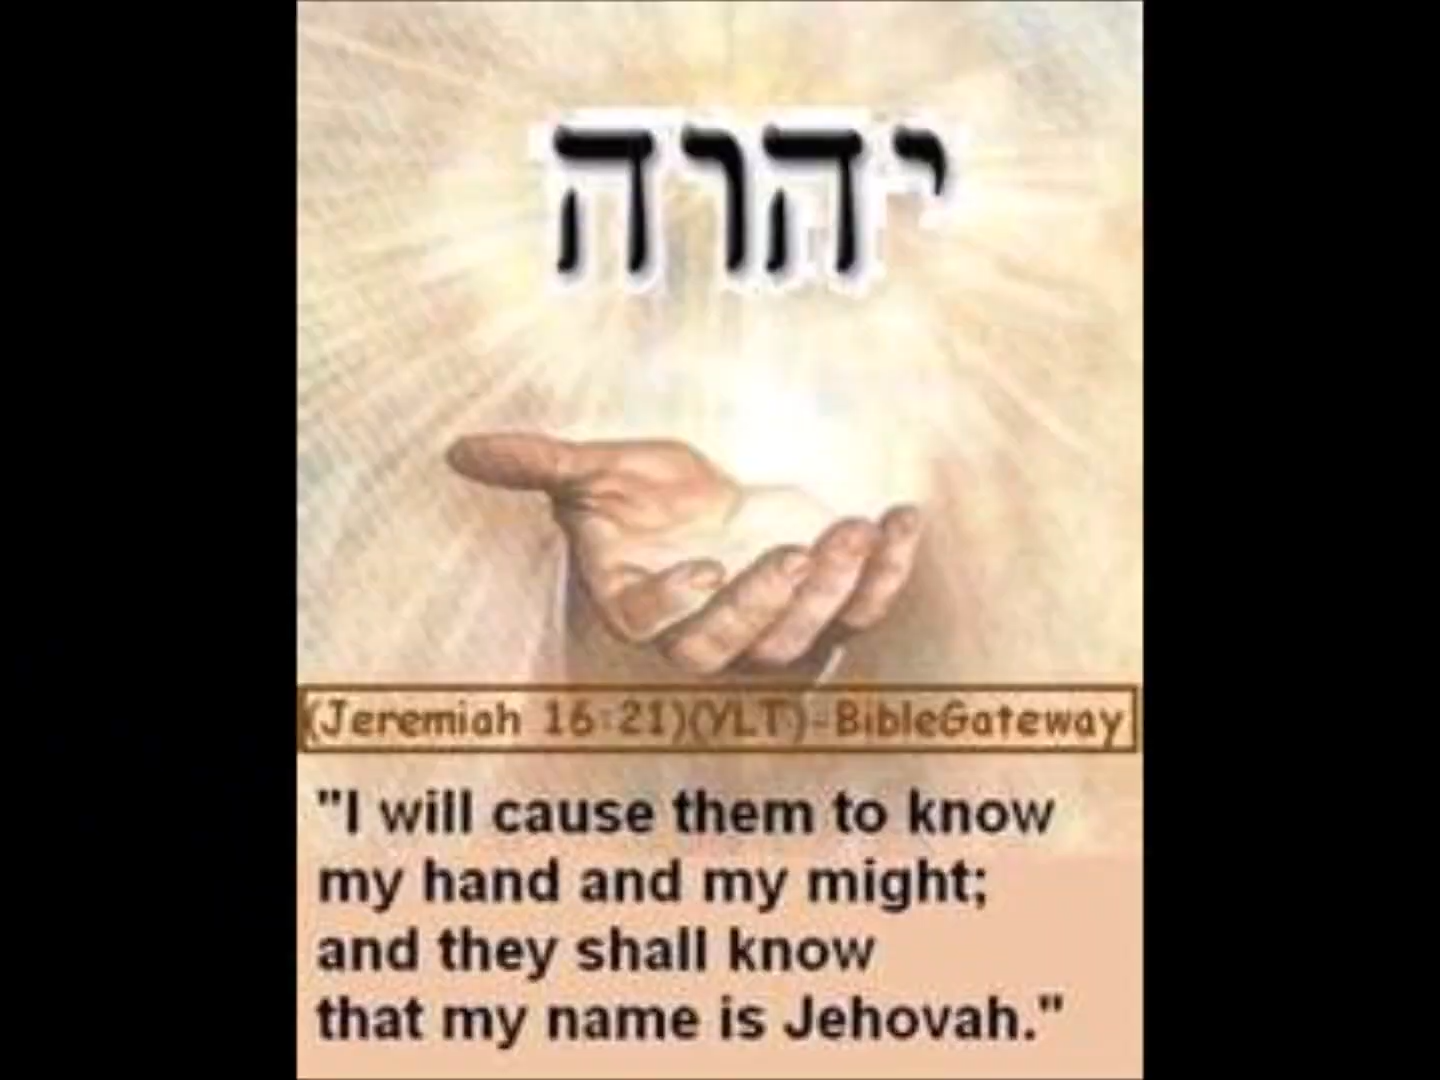 יהוה
(Jeremiah 16:21)(YLT)-BibleGateway
"I will cause them to know
my hand and my might;
and they shall know
that my name is Jehovah."